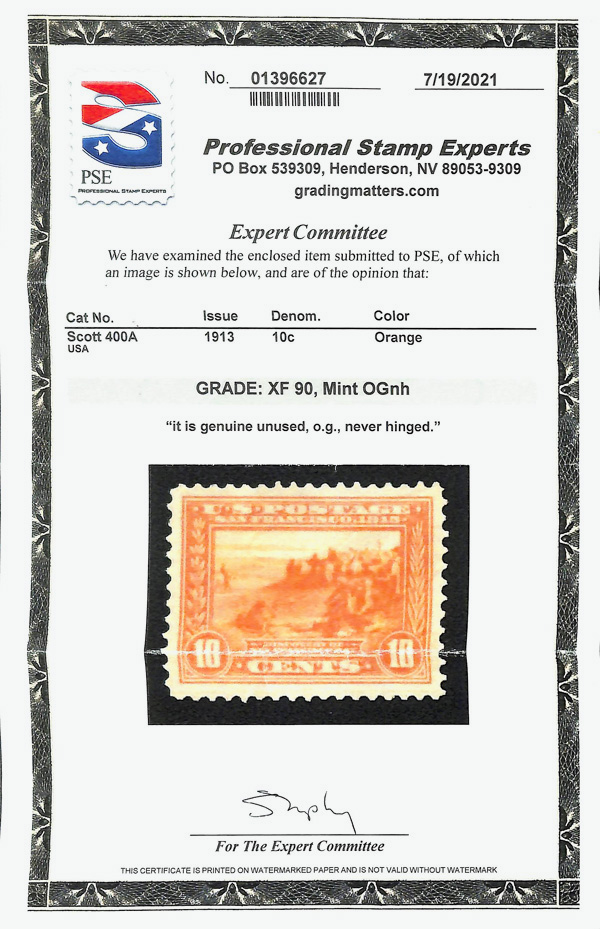 No. 01396627 7/19/2021
PSE
PROFESSIONAL STAMP EXPERTS
Professional Stamp Experts
PO Box 539309, Henderson, NV 89053-9309
gradingmatters.com
Expert Committee
We have examined the enclosed item submitted to PSE, of which
an image is shown below, and are of the opinion that:
Cat No. Issue Denom. Color
Scott 400A 1913 10c Orange
USA
GRADE: XF 90, Mint OGnh
“it is genuine unused, o.g., never hinged.”
U.S. POSTAGE
SAN FRANCISCO, 1915
DISCOVERY OF
10 CENTS 10
For The Expert Committee
THIS CERTIFICATE IS PRINTED ON WATERMARKED PAPER AND IS NOT VALID WITHOUT WATERMARK